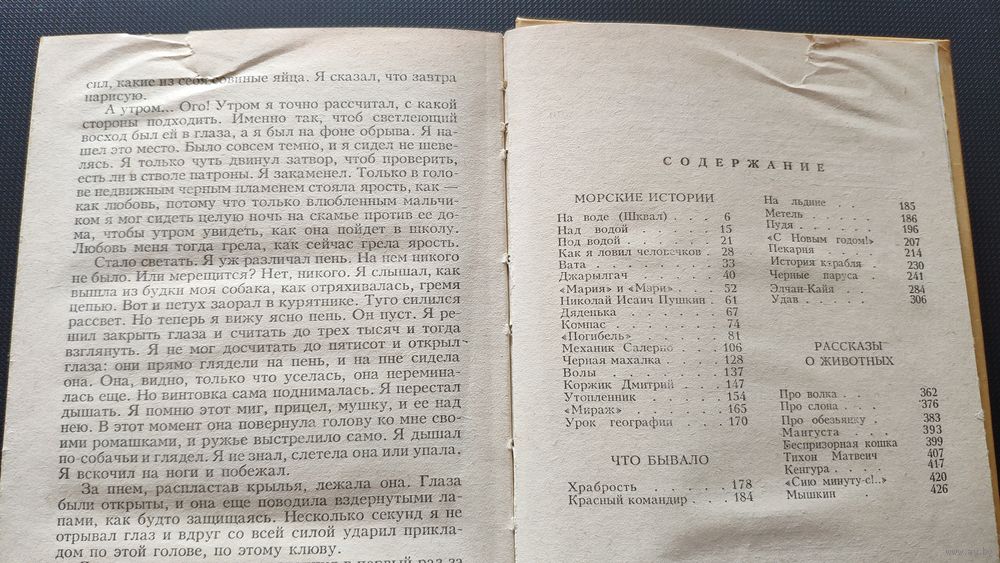 сил, какие из себя совиные яйца. Я сказал, что завтра
нарисую.
А утром... Ого! Утром я точно рассчитал, с какой
стороны подходить. Именно так, чтоб светлеющий
восход был ей в глаза, а я был на фоне обрыва. Я на-
шел это место. Было совсем темно, и я сидел не шеве-
лясь. Я только чуть двинул затвор, чтоб проверить,
есть ли в стволе патроны. Я закаменел. Только в голо-
ве недвижным черным пламенем стояла ярость, как —
как любовь, потому что только влюбленным мальчи-
ком я мог сидеть целую ночь на скамье против ее до-
ма, чтобы утром увидеть, как она пойдет в школу.
Любовь меня тогда грела, как сейчас грела ярость.
Стало светать. Я уж различал пень. На нем никого
не было. Или мерещится? Нет, никого. Я слышал, как
вышла из будки моя собака, как отряхивалась, гремя
цепью. Вот и петух заорал в курятнике. Туго силился
рассвет. Но теперь я вижу ясно пень. Он пуст. Я ре-
шил закрыть глаза и считать до трех тысяч и тогда
взглянуть. Я не мог досчитать до пятисот и открыл
глаза: они прямо глядели на пень, и на пне сидела
она. Она, видно, только что уселась, она перемина-
лась еще. Но винтовка сама поднималась. Я перестал
дышать. Я помню этот миг, прицел, мушку, и ее над
нею. В этот момент она повернула голову ко мне сво-
ими ромашками, и ружье выстрелило само. Я дышал
по-собачьи и глядел. Я не знал, слетела она или упала.
Я вскочил на ноги и побежал.
За пнем, распластав крылья, лежала она. Глаза
были открыты, и она еще поводила вздернутыми ла-
пами, как будто защищаясь. Несколько секунд я не
отрывал глаз и вдруг со всей силой ударил прикла-
дом по этой голове, по этому клюву.
в первый раз за
СОДЕРЖАНИЕ
МОРСКИЕ ИСТОРИИ
На воде (Шквал) . . . 6
Над водой . . . . . 15
Под водой . . . . . 21
Как я ловил человечков . 28
Вата . . . . . . . 33
Джарылгач . . . . . 40
«Мария» и «Мари» . . . 52
Николай Исаич Пушкин . 61
Дяденька . . . . . 67
Компас . . . . . . 74
«Погибель» . . . . . 81
Механик Салерно . . . 106
Черная махалка . . . 128
Волы . . . . . . . 137
Коржик Дмитрий . . . 147
Утопленник . . . . . 154
«Мираж» . . . . . . 165
Урок географии . . . 170
ЧТО БЫВАЛО
Храбрость . . . . . 178
Красный командир . . . 184
На льдине . . . 185
Метель . . . . . 186
Пудя . . . . . . 196
«С Новым годом!» . . 207
Пекарня . . . . . 214
История корабля . . 230
Черные паруса . . . 241
Элчан-Кайя . . . . 284
Удав . . . . . . 306
РАССКАЗЫ
О ЖИВОТНЫХ
Про волка . . . . 362
Про слона . . . . 376
Про обезьянку . . . 383
Мангуста . . . . 393
Беспризорная кошка 399
Тихон Матвеич 407
Кенгура . . . . . 417
«Сию минуту-с!..» . . 420
Мышкин . . . . . 426